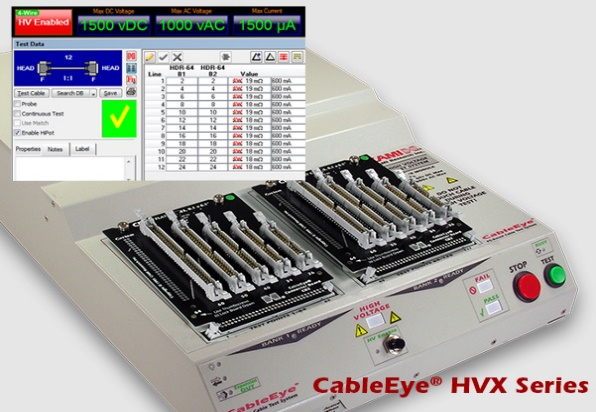 4-Wire
HV Enabled
Max DC Voltage
1500 vDC
Max AC Voltage
1000 vAC
Max Current
1500 µA
Test Data
12
HEAD HEAD
F F
1:1
Test Cable Search DB Save
Probe
Continuous Test
Use Match
Enable HiPot
Properties Notes Label
HDR-64 HDR-64
Line B1 B2 Value
1 2 2 19 mΩ 600 mA
2 4 4 19 mΩ 600 mA
3 6 6 19 mΩ 600 mA
4 8 8 18 mΩ 600 mA
5 10 10 19 mΩ 600 mA
6 12 12 18 mΩ 600 mA
7 14 14 19 mΩ 600 mA
8 16 16 19 mΩ 600 mA
9 18 18 18 mΩ 600 mA
10 20 20 18 mΩ 600 mA
11 22 22 18 mΩ 600 mA
12 24 24 18 mΩ 600 mA
DO NOT
TOUCH CABLE
DURING
HIGH VOLTAGE
TEST!
CableEye®
STOP
TEST
FAIL
PASS
BANK 2 READY
HIGH
VOLTAGE
HV Enable
BANK 1 READY
CableEye
Cable Test System
CableEye® HVX Series